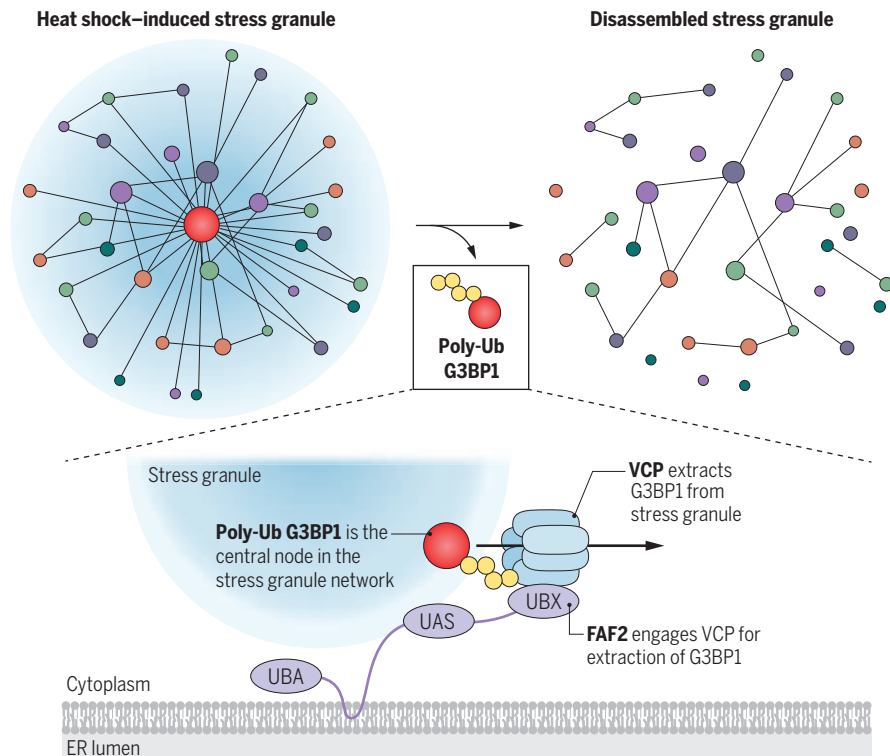 Heat shock–induced stress granule
Disassembled stress granule
Poly-Ub
G3BP1
Stress granule
VCP extracts
G3BP1 from
stress granule
Poly-Ub G3BP1 is the
central node in the
stress granule network
UBX
UAS
FAF2 engages VCP for
extraction of G3BP1
UBA
Cytoplasm
ER lumen